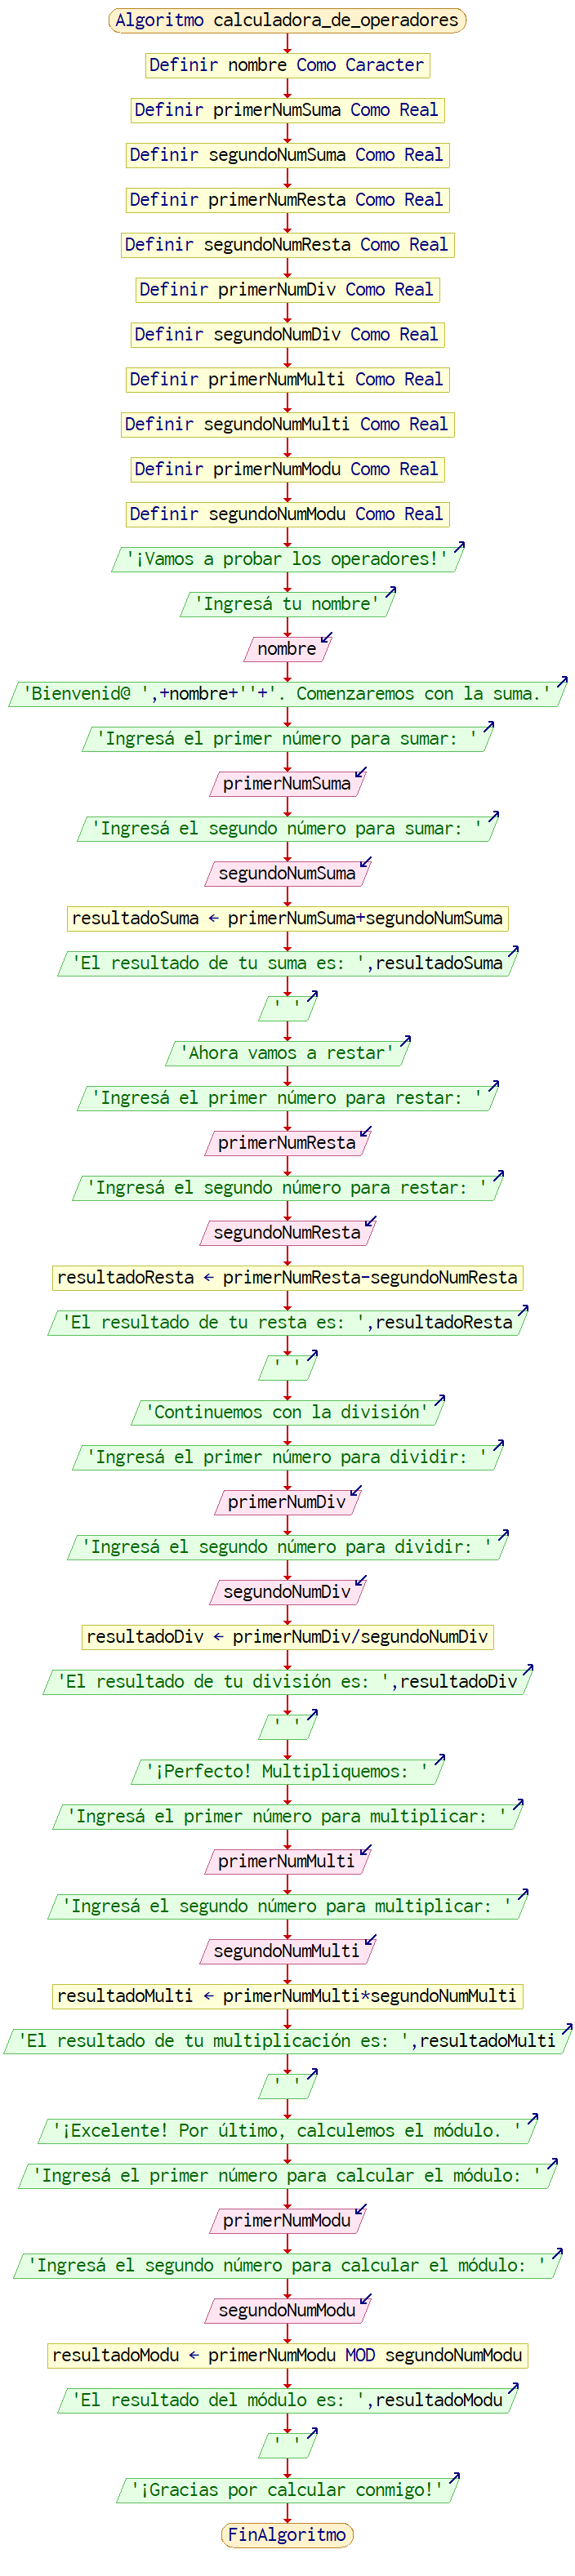 Algoritmo calculadora_de_operadores
Definir nombre Como Caracter
Definir primerNumSuma Como Real
Definir segundoNumSuma Como Real
Definir primerNumResta Como Real
Definir segundoNumResta Como Real
Definir primerNumDiv Como Real
Definir segundoNumDiv Como Real
Definir primerNumMulti Como Real
Definir segundoNumMulti Como Real
Definir primerNumModu Como Real
Definir segundoNumModu Como Real
'¡Vamos a probar los operadores!'
'Ingresá tu nombre'
nombre
'Bienvenid@ ',+nombre+''+'. Comenzaremos con la suma.'
'Ingresá el primer número para sumar: '
primerNumSuma
'Ingresá el segundo número para sumar: '
segundoNumSuma
resultadoSuma ← primerNumSuma+segundoNumSuma
'El resultado de tu suma es: ',resultadoSuma
' '
'Ahora vamos a restar'
'Ingresá el primer número para restar: '
primerNumResta
'Ingresá el segundo número para restar: '
segundoNumResta
resultadoResta ← primerNumResta-segundoNumResta
'El resultado de tu resta es: ',resultadoResta
' '
'Continuemos con la división'
'Ingresá el primer número para dividir: '
primerNumDiv
'Ingresá el segundo número para dividir: '
segundoNumDiv
resultadoDiv ← primerNumDiv/segundoNumDiv
'El resultado de tu división es: ',resultadoDiv
' '
'¡Perfecto! Multipliquemos: '
'Ingresá el primer número para multiplicar: '
primerNumMulti
'Ingresá el segundo número para multiplicar: '
segundoNumMulti
resultadoMulti ← primerNumMulti*segundoNumMulti
'El resultado de tu multiplicación es: ',resultadoMulti
' '
'¡Excelente! Por último, calculemos el módulo. '
'Ingresá el primer número para calcular el módulo: '
primerNumModu
'Ingresá el segundo número para calcular el módulo: '
segundoNumModu
resultadoModu ← primerNumModu MOD segundoNumModu
'El resultado del módulo es: ',resultadoModu
' '
'¡Gracias por calcular conmigo!'
FinAlgoritmo